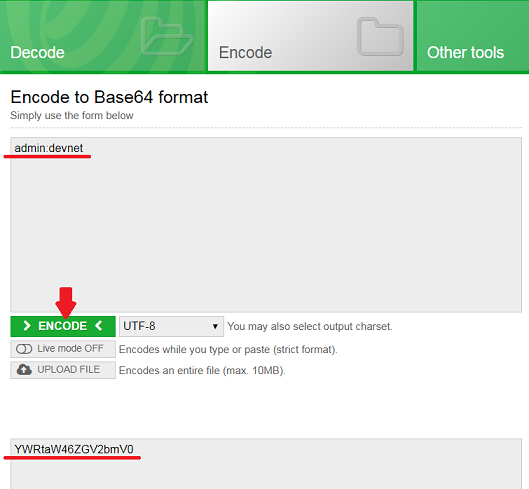 Decode
Encode
Other tools
Encode to Base64 format
Simply use the form below
admin:devnet
ENCODE
UTF-8
You may also select output charset.
Live mode OFF
Encodes while you type or paste (strict format).
UPLOAD FILE
Encodes an entire file (max. 10MB).
YWRtaW46ZGV2bmV0